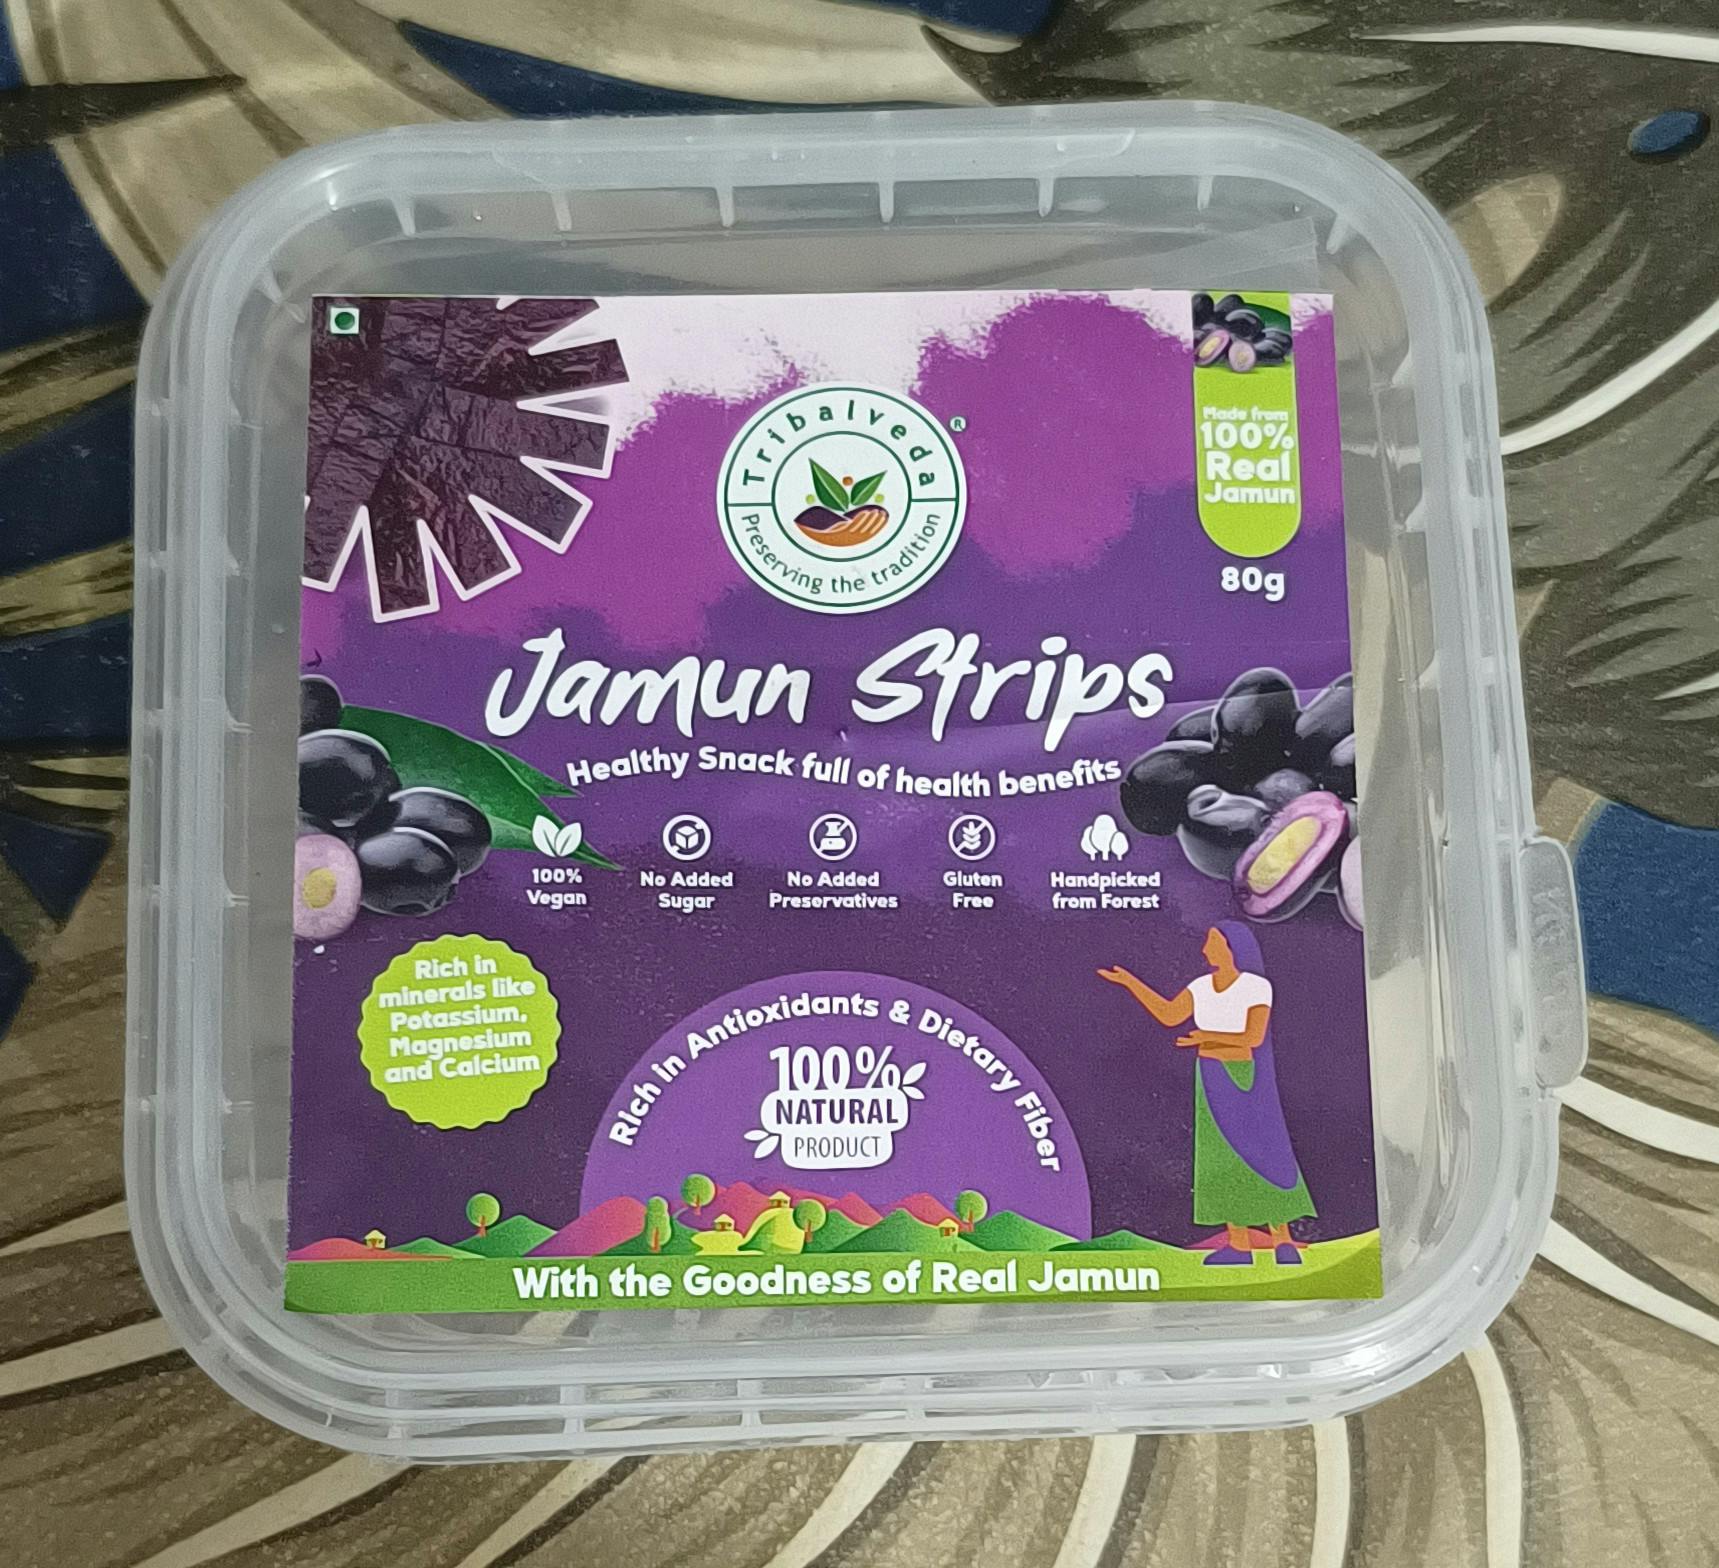 Tribalveda
®
Preserving the tradition
Made from
100%
Real
Jamun
80g
Jamun Strips
Healthy Snack full of health benefits
100%
Vegan
No Added
Sugar
No Added
Preservatives
Gluten
Free
Handpicked
from Forest
Rich in
minerals like
Potassium,
Magnesium
and Calcium
Rich in Antioxidants & Dietary Fiber
100%
NATURAL
PRODUCT
With the Goodness of Real Jamun